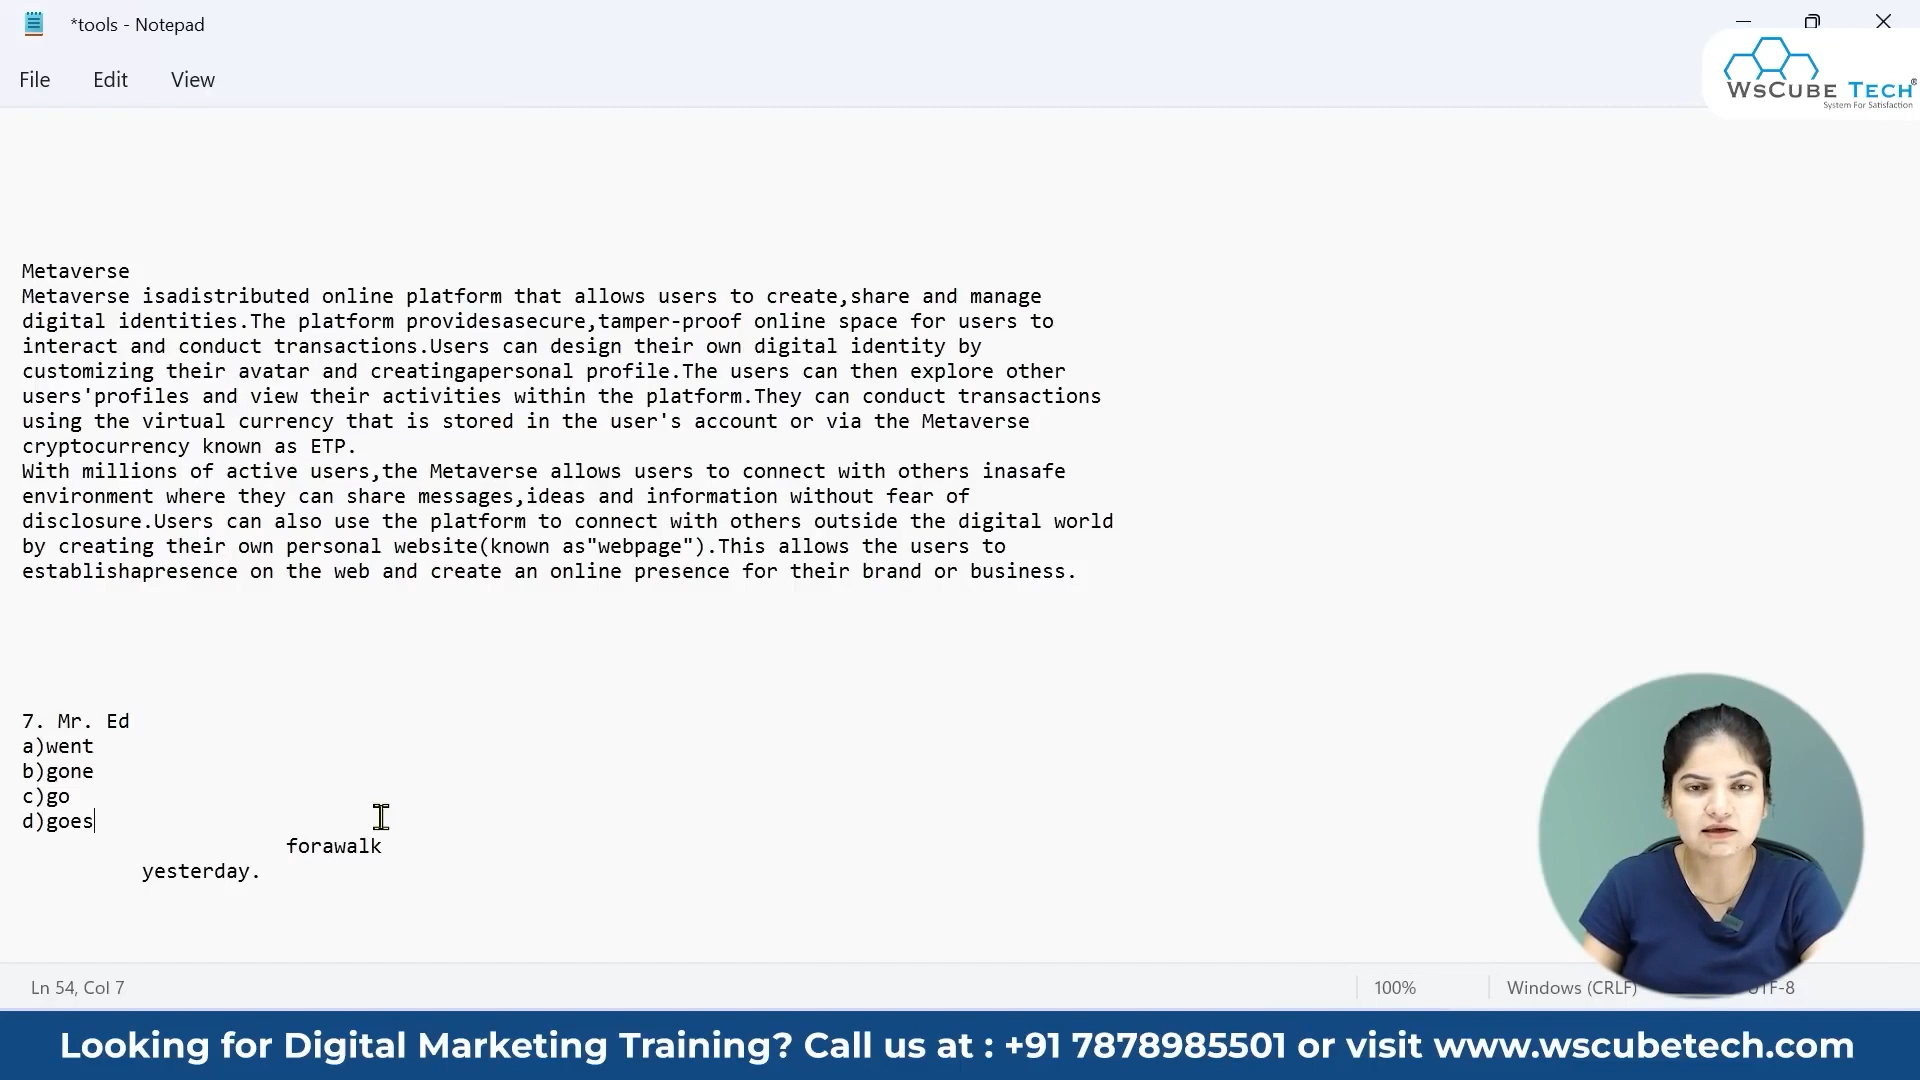 *tools - Notepad
File Edit View
WsCube Tech®
System For Satisfaction
Metaverse
Metaverse isadistributed online platform that allows users to create,share and manage
digital identities.The platform providesasecure,tamper-proof online space for users to
interact and conduct transactions.Users can design their own digital identity by
customizing their avatar and creatingapersonal profile.The users can then explore other
users'profiles and view their activities within the platform.They can conduct transactions
using the virtual currency that is stored in the user's account or via the Metaverse
cryptocurrency known as ETP.
With millions of active users,the Metaverse allows users to connect with others inasafe
environment where they can share messages,ideas and information without fear of
disclosure.Users can also use the platform to connect with others outside the digital world
by creating their own personal website(known as"webpage").This allows the users to
establishapresence on the web and create an online presence for their brand or business.
7. Mr. Ed
a)went
b)gone
c)go
d)goes
forawalk
yesterday.
Ln 54, Col 7 100% Windows (CRLF) UTF-8
Looking for Digital Marketing Training? Call us at : +91 7878985501 or visit www.wscubetech.com